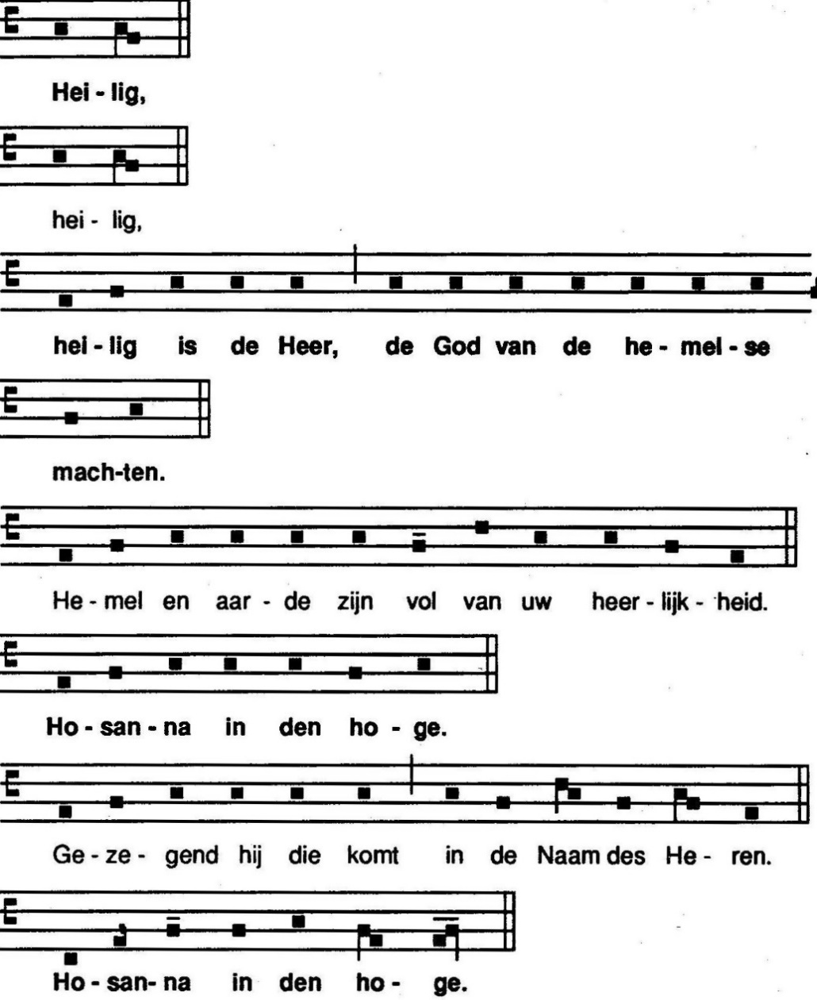 Hei - lig,
hei - lig,
hei - lig is de Heer, de God van de he - mel - se
mach-ten.
He - mel en aar - de zijn vol van uw heer - lijk - heid.
Ho - san - na in den ho - ge.
Ge - ze - gend hij die komt in de Naam des He - ren.
Ho - san- na in den ho - ge.